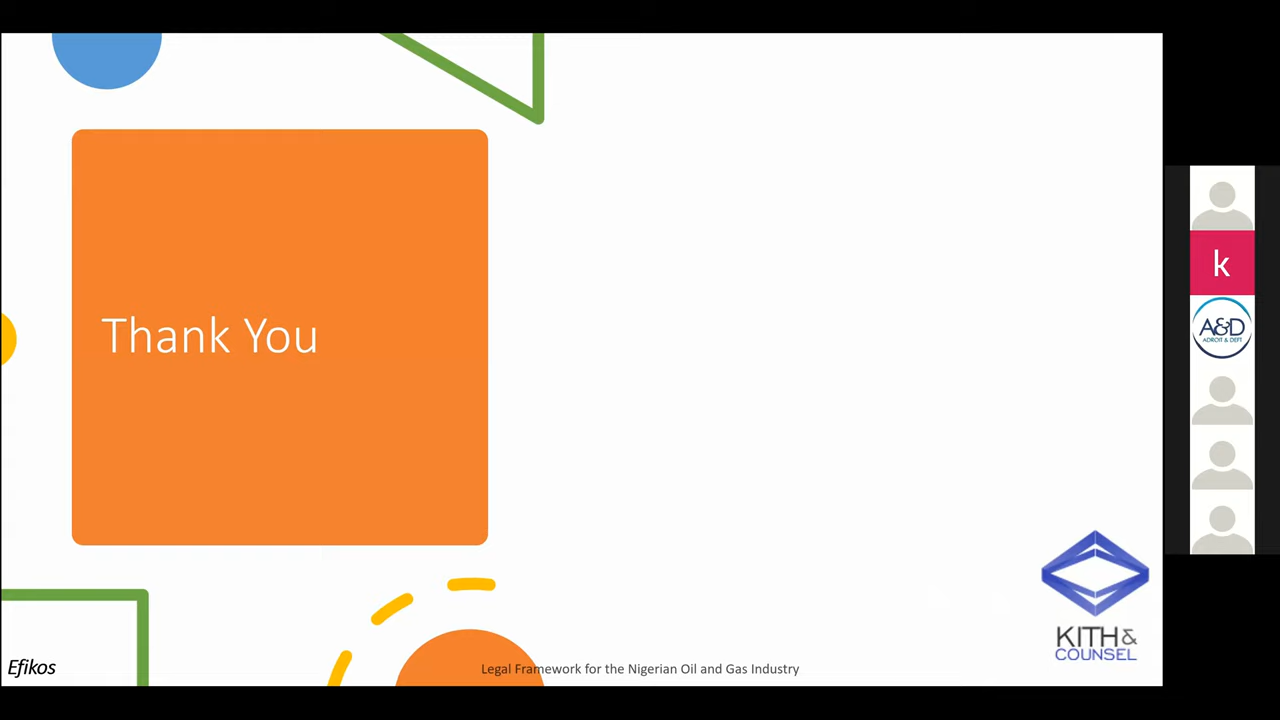 Thank You
k
A&D
ADROIT & DEFT
KITH&
COUNSEL
Efikos
Legal Framework for the Nigerian Oil and Gas Industry